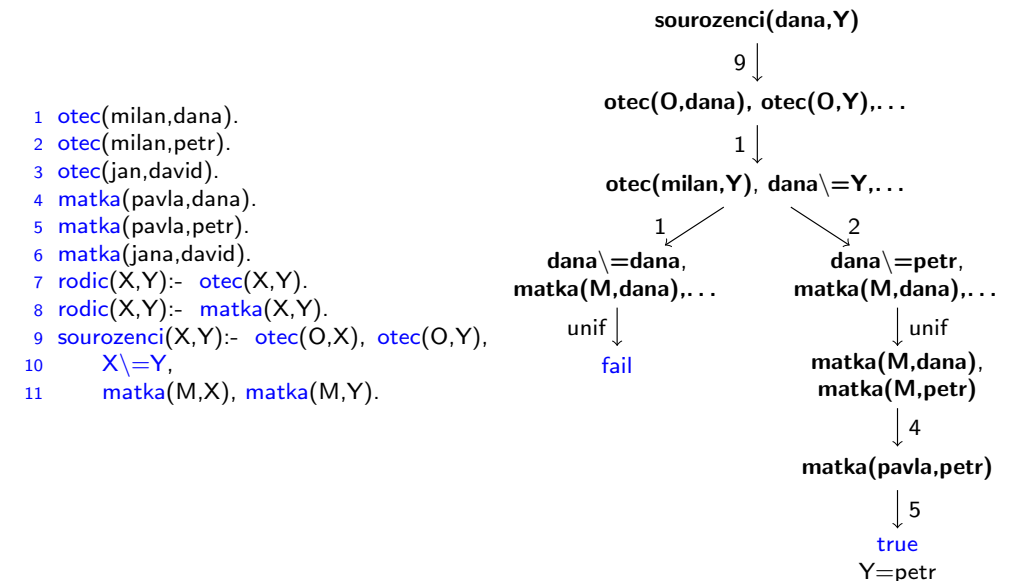 1 otec(milan,dana).
2 otec(milan,petr).
3 otec(jan,david).
4 matka(pavla,dana).
5 matka(pavla,petr).
6 matka(jana,david).
7 rodic(X,Y):- otec(X,Y).
8 rodic(X,Y):- matka(X,Y).
9 sourozenci(X,Y):- otec(O,X), otec(O,Y),
10 X\=Y,
11 matka(M,X), matka(M,Y).
sourozenci(dana,Y)
9
otec(O,dana), otec(O,Y),...
1
otec(milan,Y), dana\=Y,...
1
2
dana\=dana,
matka(M,dana),...
unif
fail
dana\=petr,
matka(M,dana),...
unif
matka(M,dana),
matka(M,petr)
4
matka(pavla,petr)
5
true
Y=petr